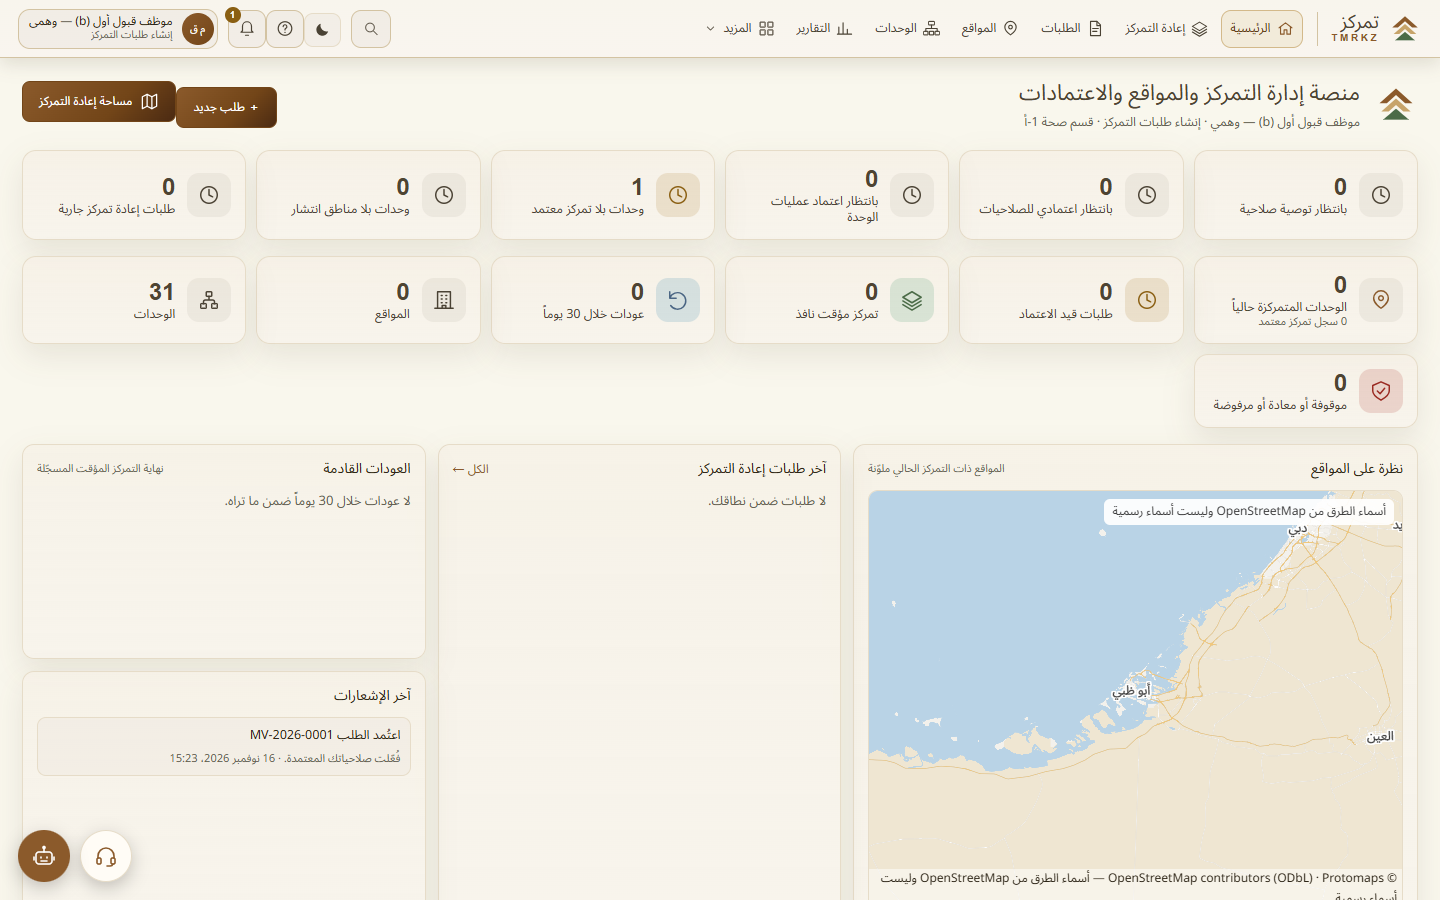 تمركز
TMRKZ
الرئيسية
إعادة التمركز
الطلبات
المواقع
الوحدات
التقارير
المزيد
1
م ق
موظف قبول أول (b) — وهمي
إنشاء طلبات التمركز
منصة إدارة التمركز والمواقع والاعتمادات
موظف قبول أول (b) — وهمي · إنشاء طلبات التمركز · قسم صحة 1-أ
+ طلب جديد
مساحة إعادة التمركز
0
بانتظار توصية صلاحية
0
بانتظار اعتمادي للصلاحيات
0
بانتظار اعتماد عمليات
الوحدة
1
وحدات بلا تمركز معتمد
0
وحدات بلا مناطق انتشار
0
طلبات إعادة تمركز جارية
0
الوحدات المتمركزة حالياً
0 سجل تمركز معتمد
0
طلبات قيد الاعتماد
0
تمركز مؤقت نافذ
0
عودات خلال 30 يوماً
0
المواقع
31
الوحدات
0
موقوفة أو معادة أو مرفوضة
نظرة على المواقع
المواقع ذات التمركز الحالي ملوّنة
أسماء الطرق من OpenStreetMap وليست أسماء رسمية
دبي
أبو ظبي
العين
© OpenStreetMap contributors (ODbL) · Protomaps — أسماء الطرق من OpenStreetMap وليست
أسماء رسمية
آخر طلبات إعادة التمركز
الكل ←
لا طلبات ضمن نطاقك.
العودات القادمة
نهاية التمركز المؤقت المسجّلة
لا عودات خلال 30 يوماً ضمن ما تراه.
آخر الإشعارات
اعتُمد الطلب MV-2026-0001
فُعّلت صلاحياتك المعتمدة. · 16 نوفمبر 2026، 15:23